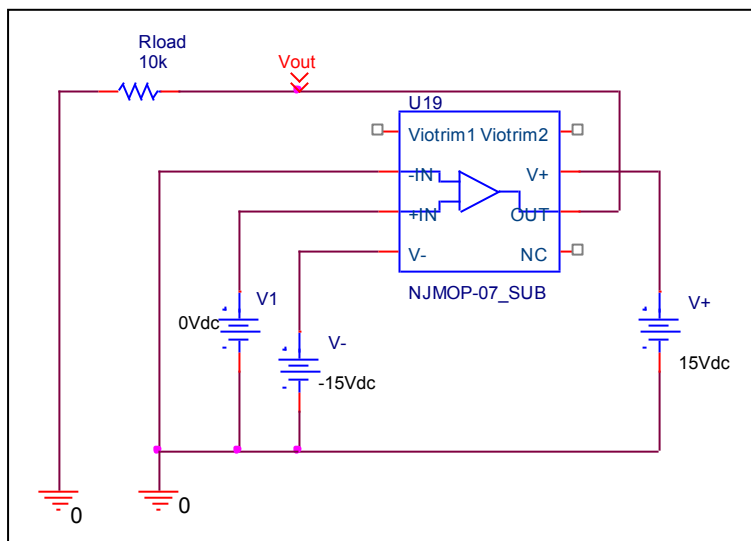 Rload
10k
Vout
U19
Viotrim1 Viotrim2
-IN V+
+IN OUT
V- NC
NJMOP-07_SUB
V1
0Vdc
V-
-15Vdc
V+
15Vdc
0
0